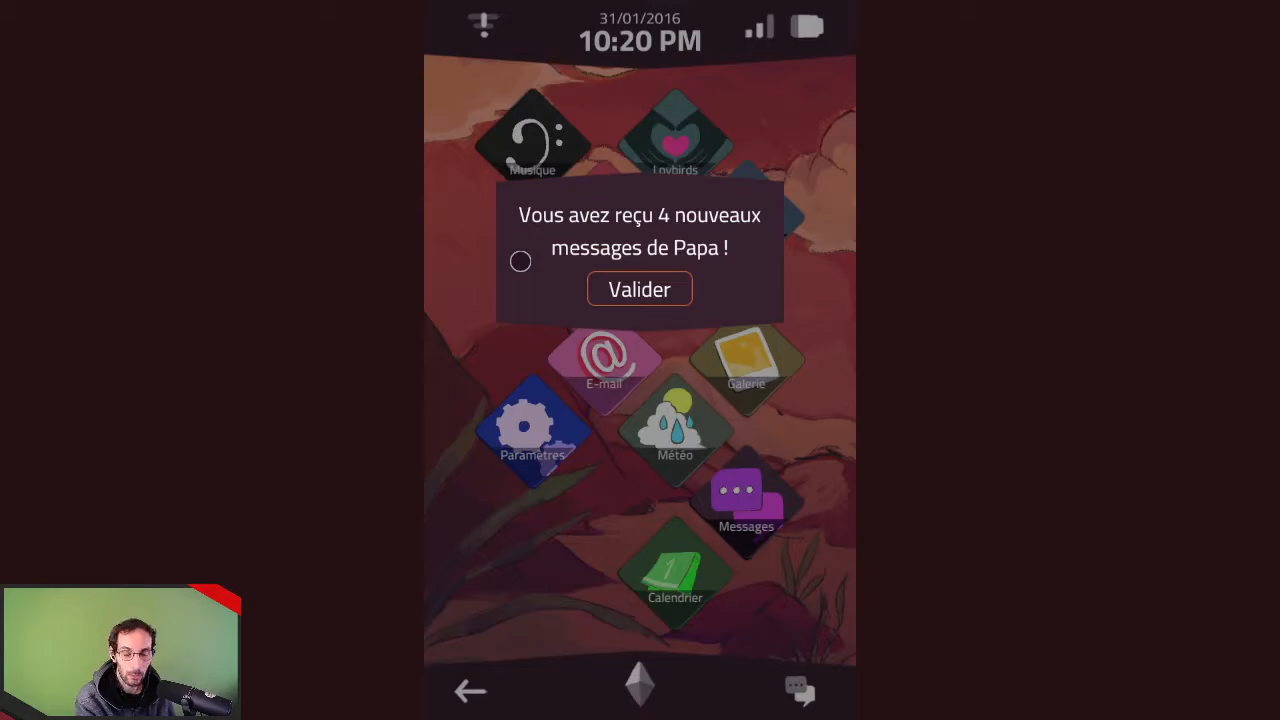 31/01/2016
10:20 PM
Musique
Lovbirds
Vous avez reçu 4 nouveaux
messages de Papa !
Valider
E-mail
Galerie
Paramètres
Météo
Messages
1
Calendrier